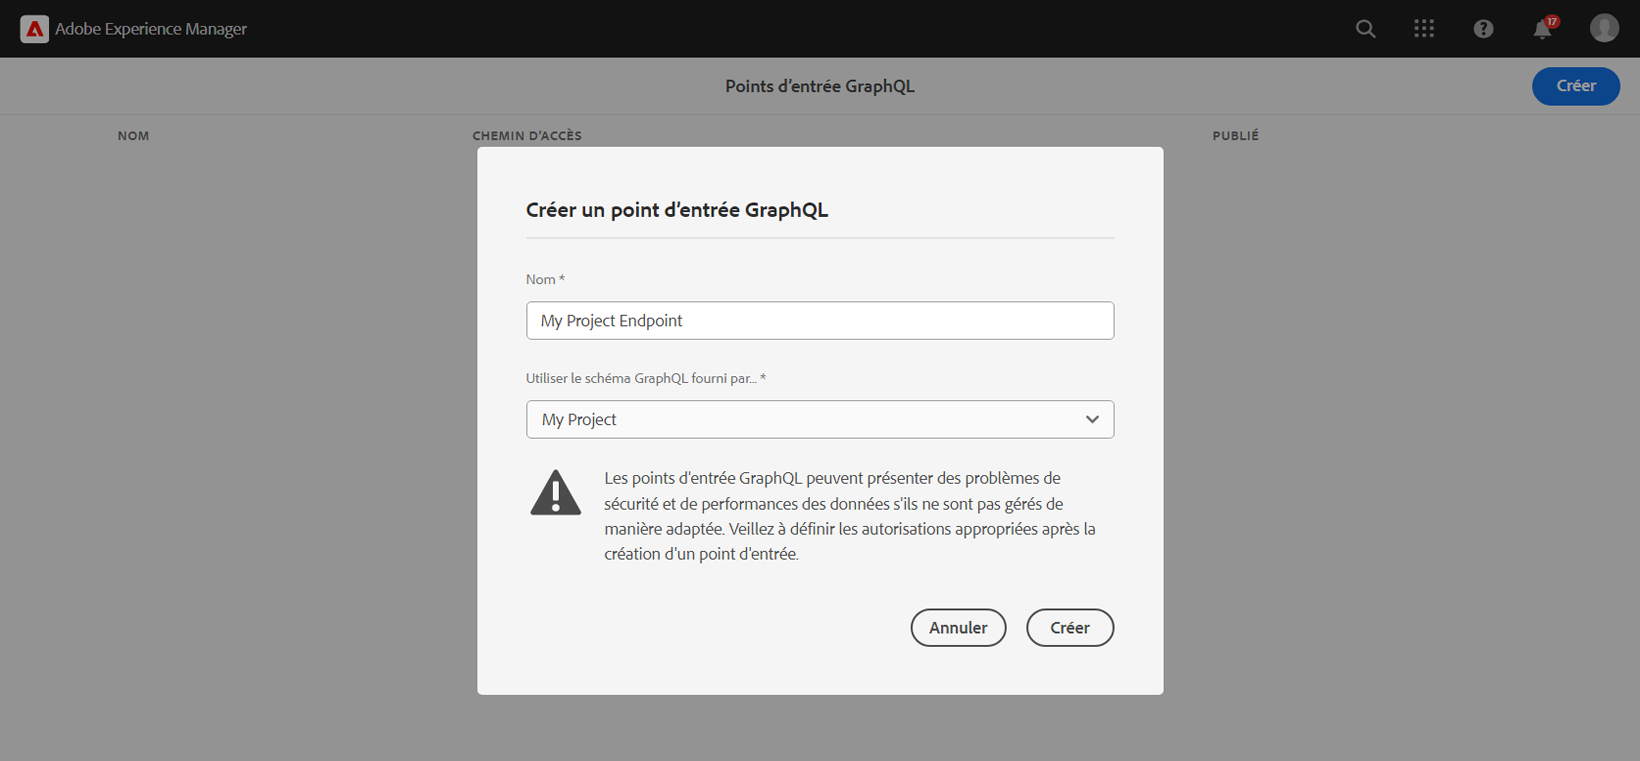 Adobe Experience Manager
17
Points d’entrée GraphQL
Créer
NOM
CHEMIN D'ACCÈS
PUBLIÉ
Créer un point d’entrée GraphQL
Nom *
My Project Endpoint
Utiliser le schéma GraphQL fourni par... *
My Project
Les points d'entrée GraphQL peuvent présenter des problèmes de
sécurité et de performances des données s'ils ne sont pas gérés de
manière adaptée. Veillez à définir les autorisations appropriées après la
création d'un point d'entrée.
Annuler
Créer